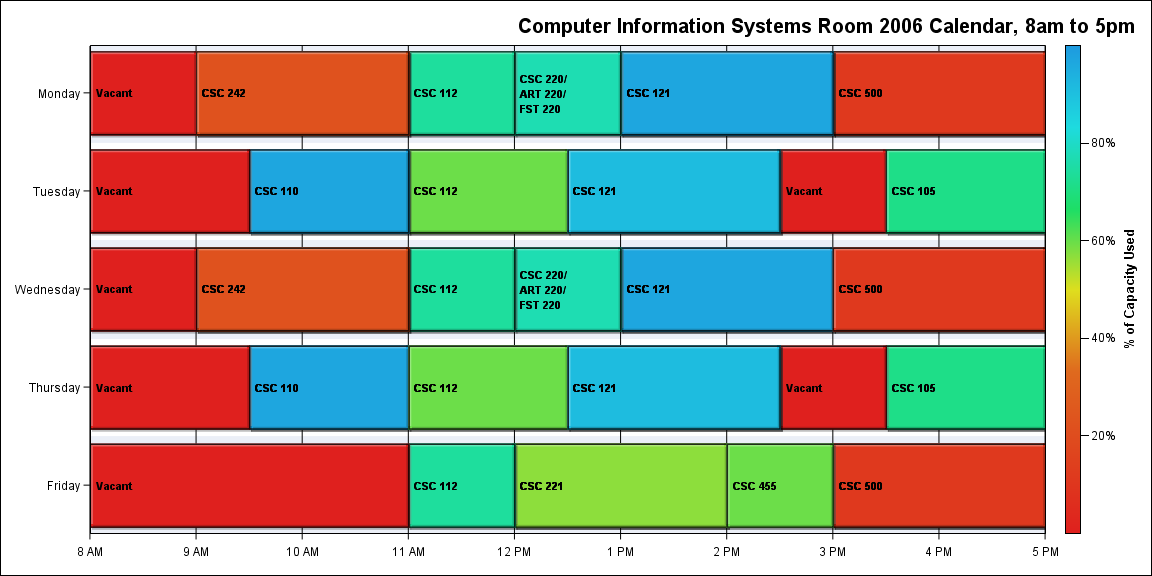 Computer Information Systems Room 2006 Calendar, 8am to 5pm
Monday
Vacant
CSC 242
CSC 112
CSC 220/
ART 220/
FST 220
CSC 121
CSC 500
Tuesday
Vacant
CSC 110
CSC 112
CSC 121
Vacant
CSC 105
Wednesday
Vacant
CSC 242
CSC 112
CSC 220/
ART 220/
FST 220
CSC 121
CSC 500
Thursday
Vacant
CSC 110
CSC 112
CSC 121
Vacant
CSC 105
Friday
Vacant
CSC 112
CSC 221
CSC 455
CSC 500
8 AM
9 AM
10 AM
11 AM
12 PM
1 PM
2 PM
3 PM
4 PM
5 PM
80%
60%
40%
20%
% of Capacity Used